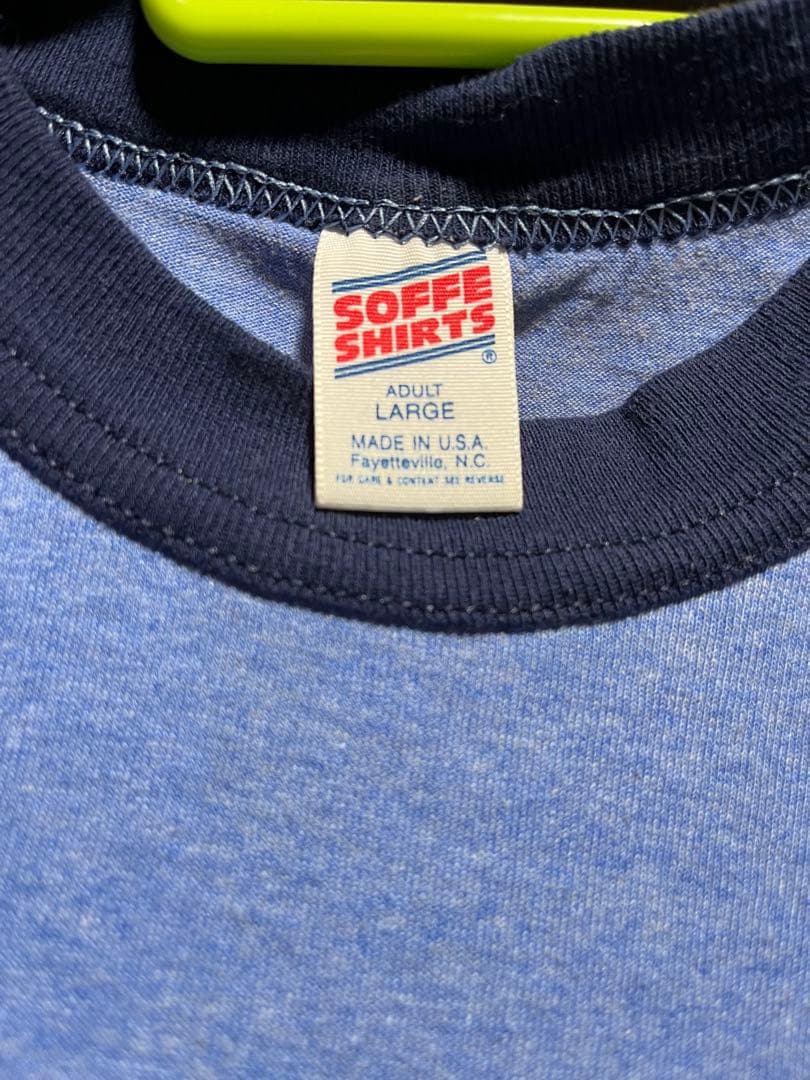 SOFFE
SHIRTS
®
ADULT
LARGE
MADE IN U.S.A.
Fayetteville, N.C.
FOR CARE & CONTENT SEE REVERSE